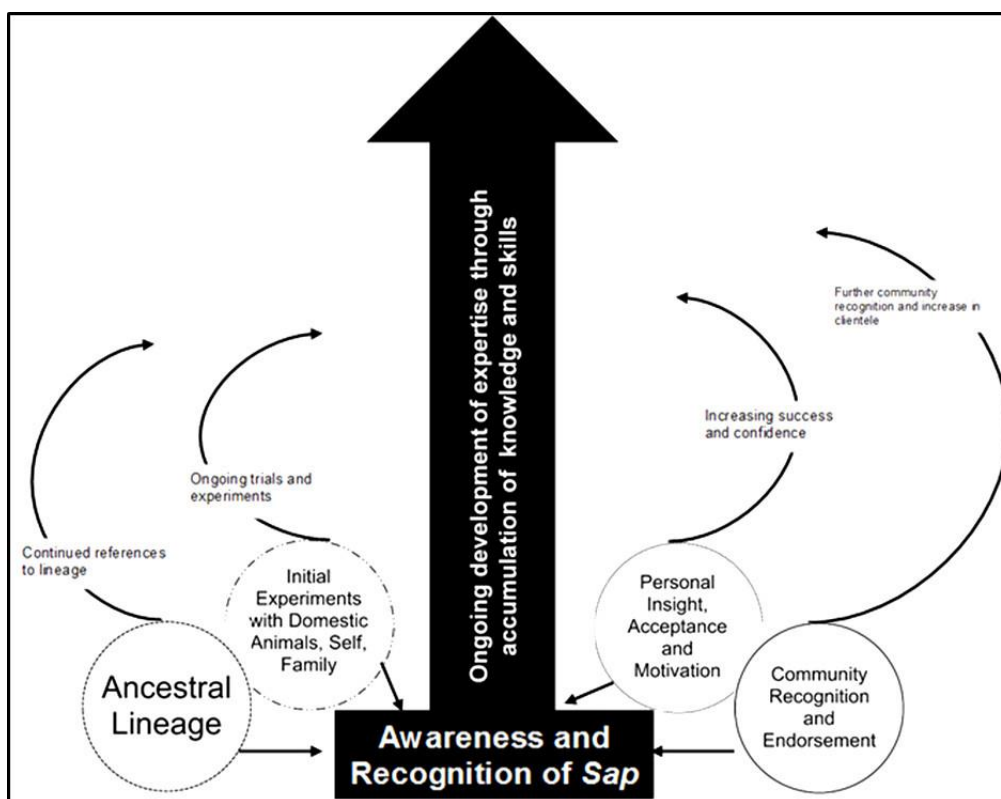 Ongoing development of expertise through
accumulation of knowledge and skills
Further community
recognition and increase in
clientele
Increasing success
and confidence
Ongoing trials and
experiments
Continued references
to lineage
Initial
Experiments
with Domestic
Animals, Self,
Family
Personal
Insight,
Acceptance
and
Motivation
Ancestral
Lineage
Community
Recognition
and
Endorsement
Awareness and
Recognition of Sap